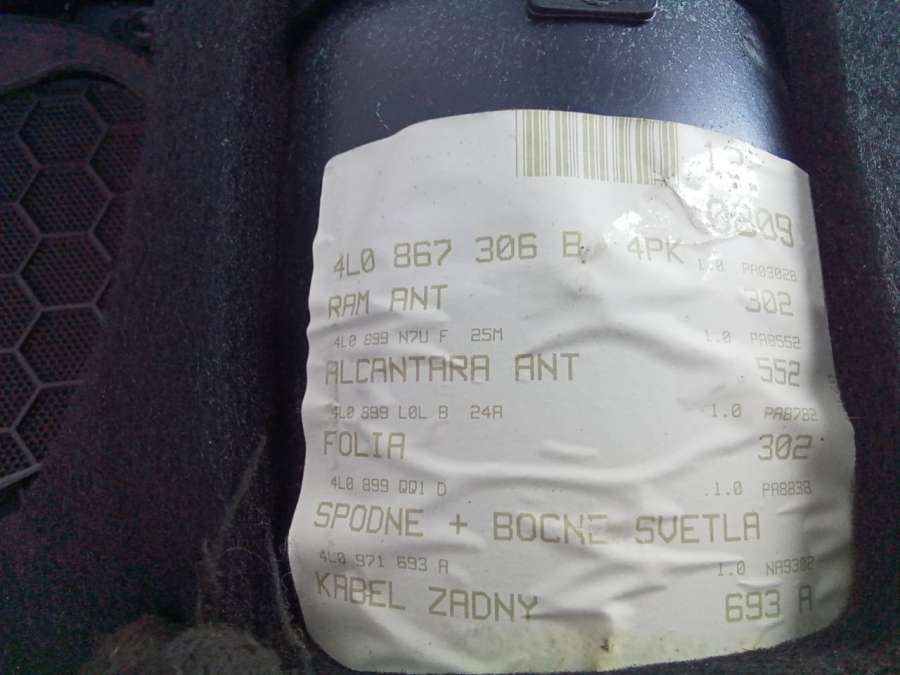 0209
4L0 867 306 B 4PK 1.0 PA03028
RAM ANT 302
4L0 899 N7U F 25M 1.0 PA8552
ALCANTARA ANT 552
4L0 899 L0L B 24A 1.0 PA8782
FOLIA 302
4L0 899 QQ1 D 1.0 PA8838
SPODNE + BOCNE SVETLA
4L0 971 693 A 1.0 NA9302
KABEL ZADNY 693 A